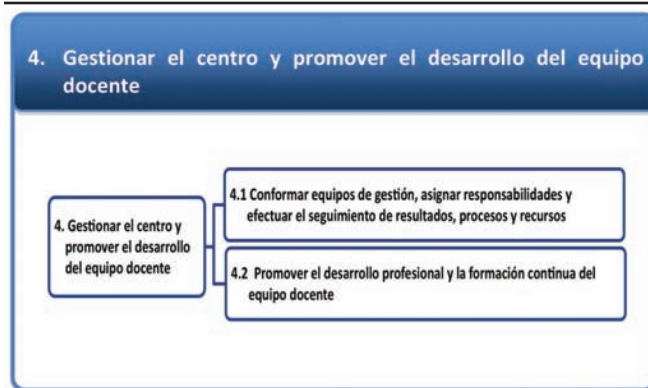 4. Gestionar el centro y promover el desarrollo del equipo
docente
4. Gestionar el centro y
promover el desarrollo
del equipo docente
4.1 Conformar equipos de gestión, asignar responsabilidades y
efectuar el seguimiento de resultados, procesos y recursos
4.2 Promover el desarrollo profesional y la formación continua del
equipo docente